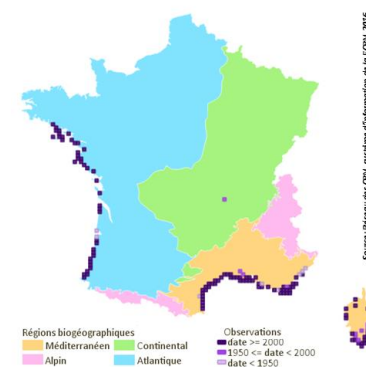 Régions biogéographiques
Méditerranéen
Continental
Alpin
Atlantique
Observations
date >= 2000
1950 <= date < 2000
date < 1950